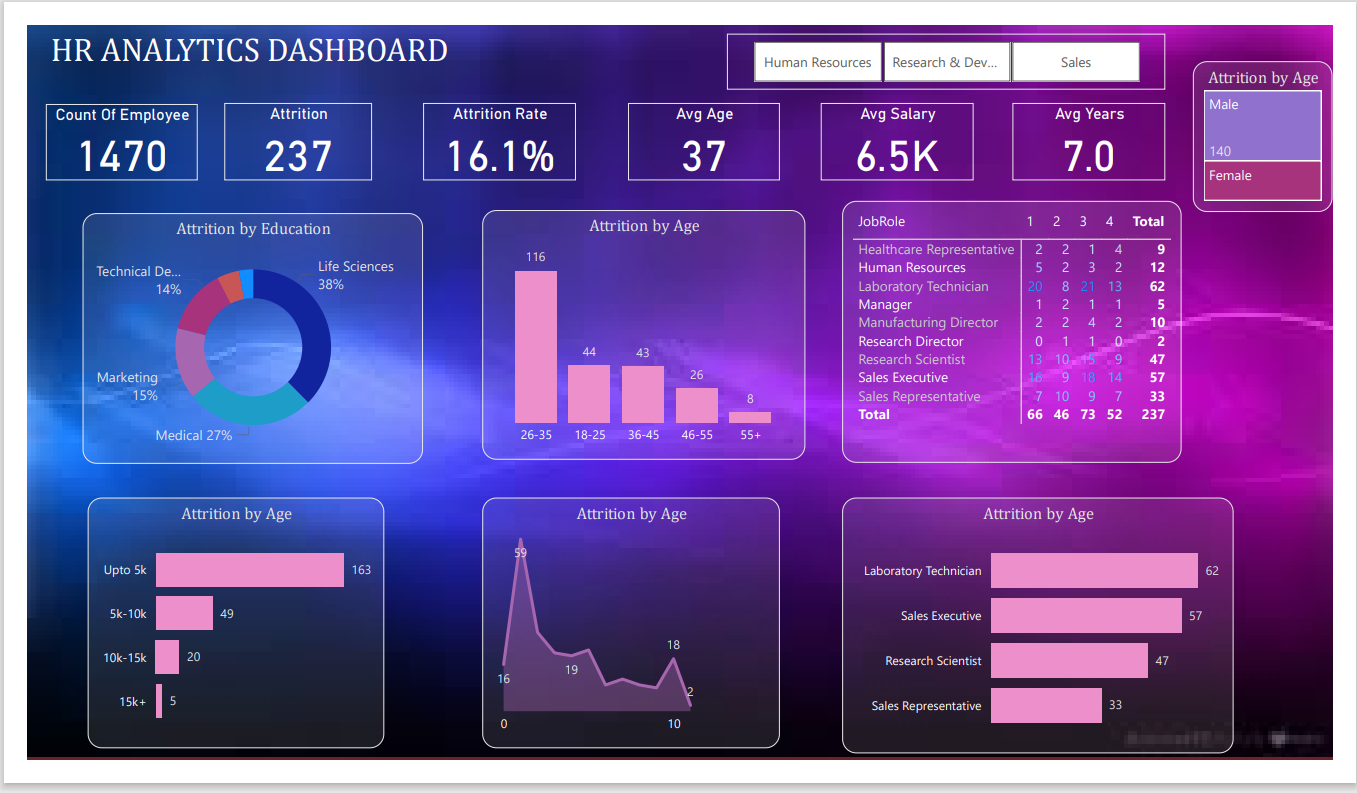 HR ANALYTICS DASHBOARD
Human Resources
Research & Dev...
Sales
Count Of Employee
1470
Attrition
237
Attrition Rate
16.1%
Avg Age
37
Avg Salary
6.5K
Avg Years
7.0
Attrition by Age
Male
140
Female
Attrition by Education
Technical De...
14%
Life Sciences
38%
Marketing
15%
Medical 27%
Attrition by Age
116
44
43
26
8
26-35 18-25 36-45 46-55 55+
JobRole 1 2 3 4 Total
Healthcare Representative 2 2 1 4 9
Human Resources 5 2 3 2 12
Laboratory Technician 20 8 21 13 62
Manager 1 2 1 1 5
Manufacturing Director 2 2 4 2 10
Research Director 0 1 1 0 2
Research Scientist 13 10 15 9 47
Sales Executive 16 9 18 14 57
Sales Representative 7 10 9 7 33
Total 66 46 73 52 237
Attrition by Age
Upto 5k 163
5k-10k 49
10k-15k 20
15k+ 5
Attrition by Age
59
18
19
16
2
0 10
Attrition by Age
Laboratory Technician 62
Sales Executive 57
Research Scientist 47
Sales Representative 33